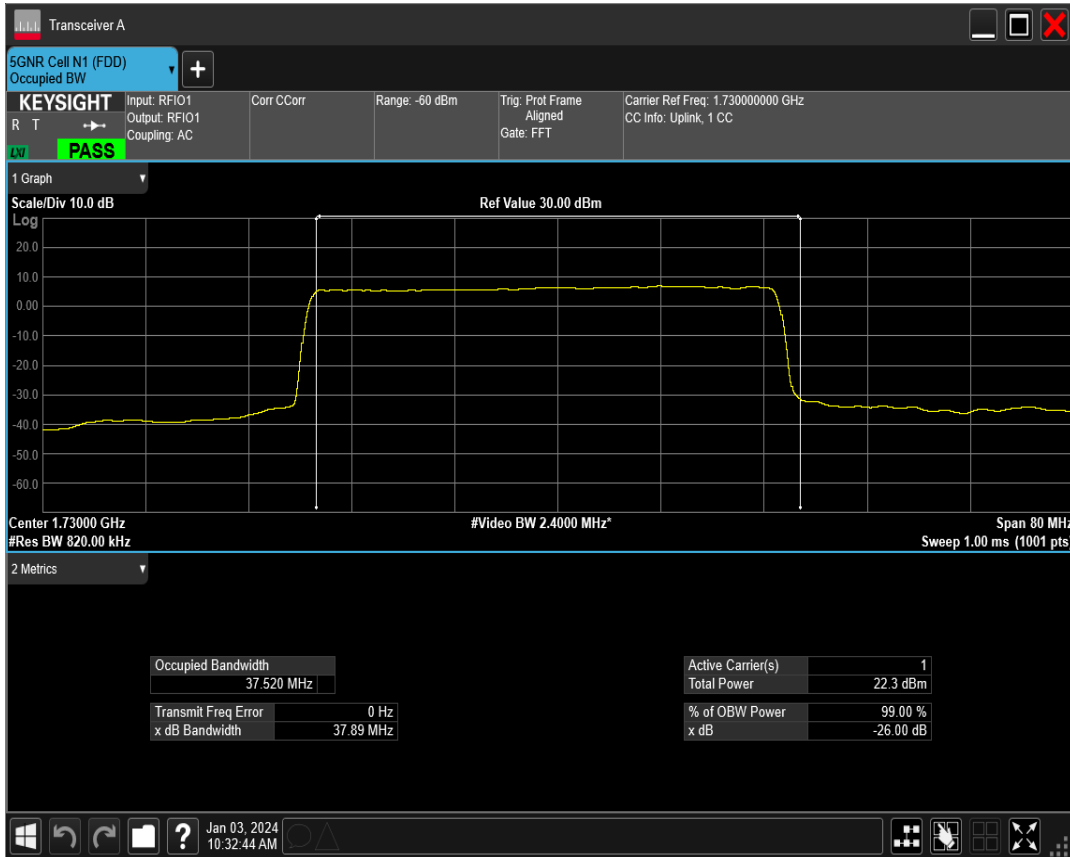 Transceiver A
5GNR Cell N1 (FDD)
Occupied BW
+
KEYSIGHT
R T
LXI
PASS
Input: RFIO1
Output: RFIO1
Coupling: AC
Corr CCorr
Range: -60 dBm
Trig: Prot Frame
Aligned
Gate: FFT
Carrier Ref Freq: 1.730000000 GHz
CC Info: Uplink, 1 CC
1 Graph
Scale/Div 10.0 dB
Ref Value 30.00 dBm
Log
20.0
10.0
0.00
-10.0
-20.0
-30.0
-40.0
-50.0
-60.0
Center 1.73000 GHz
#Video BW 2.4000 MHz*
Span 80 MHz
#Res BW 820.00 kHz
Sweep 1.00 ms (1001 pts)
2 Metrics
Occupied Bandwidth
37.520 MHz
Transmit Freq Error 0 Hz
x dB Bandwidth 37.89 MHz
Active Carrier(s) 1
Total Power 22.3 dBm
% of OBW Power 99.00 %
x dB -26.00 dB
?
Jan 03, 2024
10:32:44 AM